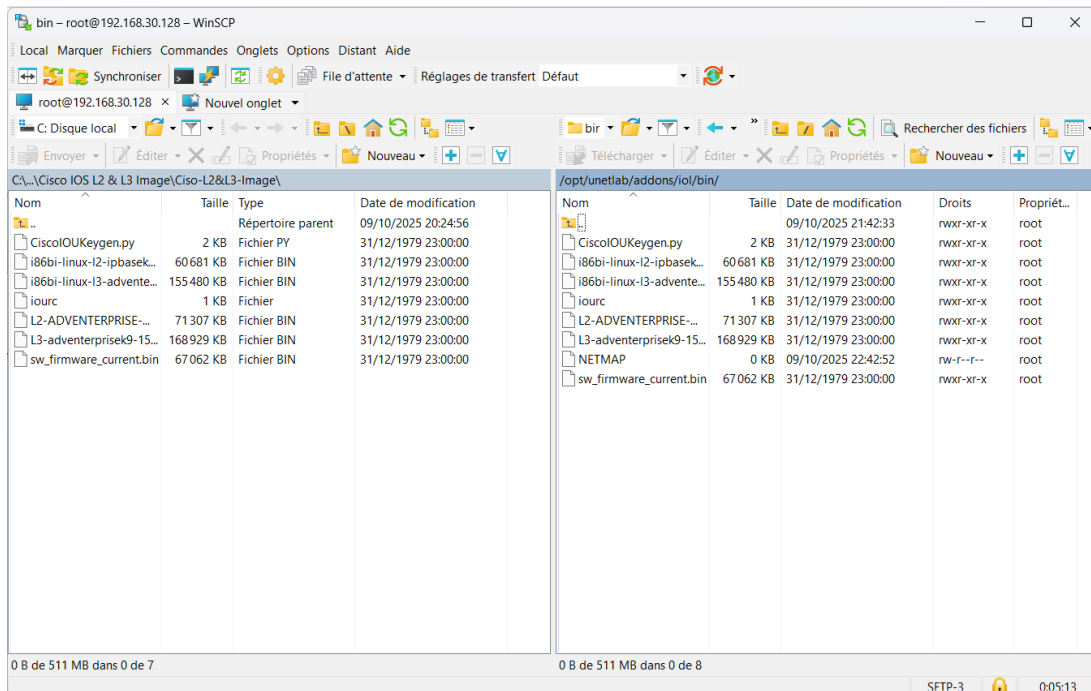 bin – root@192.168.30.128 – WinSCP
Local Marquer Fichiers Commandes Onglets Options Distant Aide
Synchroniser File d'attente Réglages de transfert Défaut
root@192.168.30.128 × Nouvel onglet
C: Disque local bir » Rechercher des fichiers
Envoyer Éditer Propriétés Nouveau Télécharger Éditer Propriétés Nouveau
C:\...\Cisco IOS L2 & L3 Image\Ciso-L2&L3-Image\ /opt/unetlab/addons/iol/bin/
Nom Taille Type Date de modification Nom Taille Date de modification Droits Propriét...
.. Répertoire parent 09/10/2025 20:24:56 .. 09/10/2025 21:42:33 rwxr-xr-x root
CiscoIOUKeygen.py 2 KB Fichier PY 31/12/1979 23:00:00 CiscoIOUKeygen.py 2 KB 31/12/1979 23:00:00 rwxr-xr-x root
i86bi-linux-l2-ipbasek... 60 681 KB Fichier BIN 31/12/1979 23:00:00 i86bi-linux-l2-ipbasek... 60 681 KB 31/12/1979 23:00:00 rwxr-xr-x root
i86bi-linux-l3-advente... 155 480 KB Fichier BIN 31/12/1979 23:00:00 i86bi-linux-l3-advente... 155 480 KB 31/12/1979 23:00:00 rwxr-xr-x root
iourc 1 KB Fichier 31/12/1979 23:00:00 iourc 1 KB 31/12/1979 23:00:00 rwxr-xr-x root
L2-ADVENTERPRISE-... 71 307 KB Fichier BIN 31/12/1979 23:00:00 L2-ADVENTERPRISE-... 71 307 KB 31/12/1979 23:00:00 rwxr-xr-x root
L3-adventerprisek9-15... 168 929 KB Fichier BIN 31/12/1979 23:00:00 L3-adventerprisek9-15... 168 929 KB 31/12/1979 23:00:00 rwxr-xr-x root
sw_firmware_current.bin 67 062 KB Fichier BIN 31/12/1979 23:00:00 NETMAP 0 KB 09/10/2025 22:42:52 rw-r--r-- root
sw_firmware_current.bin 67 062 KB 31/12/1979 23:00:00 rwxr-xr-x root
0 B de 511 MB dans 0 de 7 0 B de 511 MB dans 0 de 8
SFTP-3 0:05:13